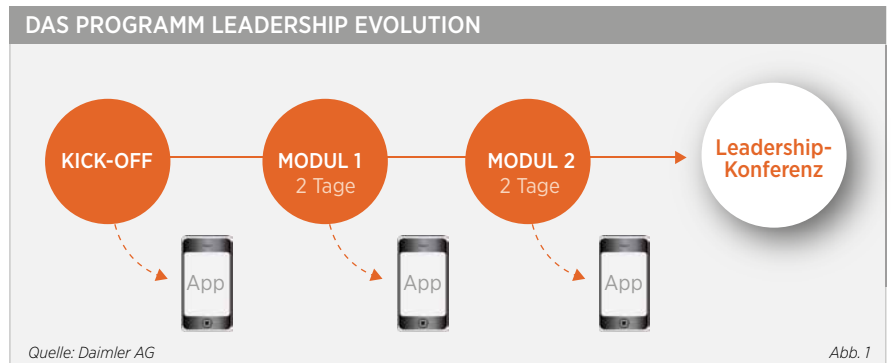 DAS PROGRAMM LEADERSHIP EVOLUTION
KICK-OFF
MODUL 1
2 Tage
MODUL 2
2 Tage
Leadership-
Konferenz
App
App
App
Quelle: Daimler AG
Abb. 1